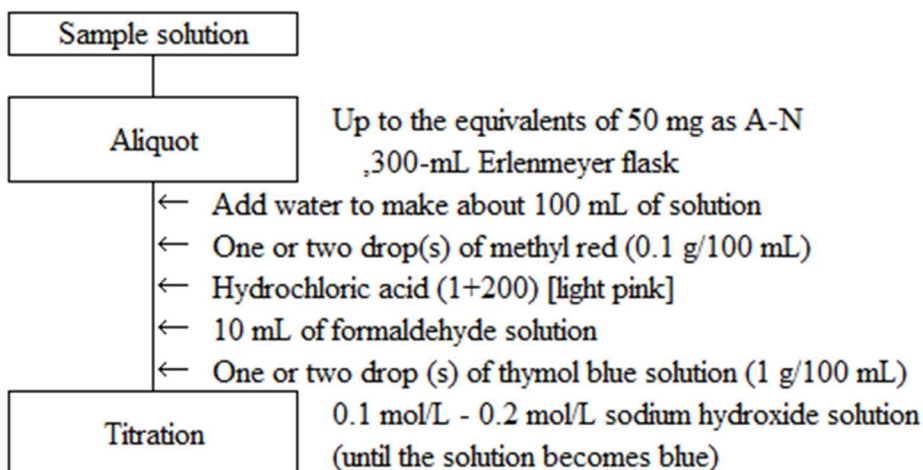 Sample solution
Aliquot
Up to the equivalents of 50 mg as A-N
,300-mL Erlenmeyer flask
← Add water to make about 100 mL of solution
← One or two drop(s) of methyl red (0.1 g/100 mL)
← Hydrochloric acid (1+200) [light pink]
← 10 mL of formaldehyde solution
← One or two drop (s) of thymol blue solution (1 g/100 mL)
Titration
0.1 mol/L - 0.2 mol/L sodium hydroxide solution
(until the solution becomes blue)